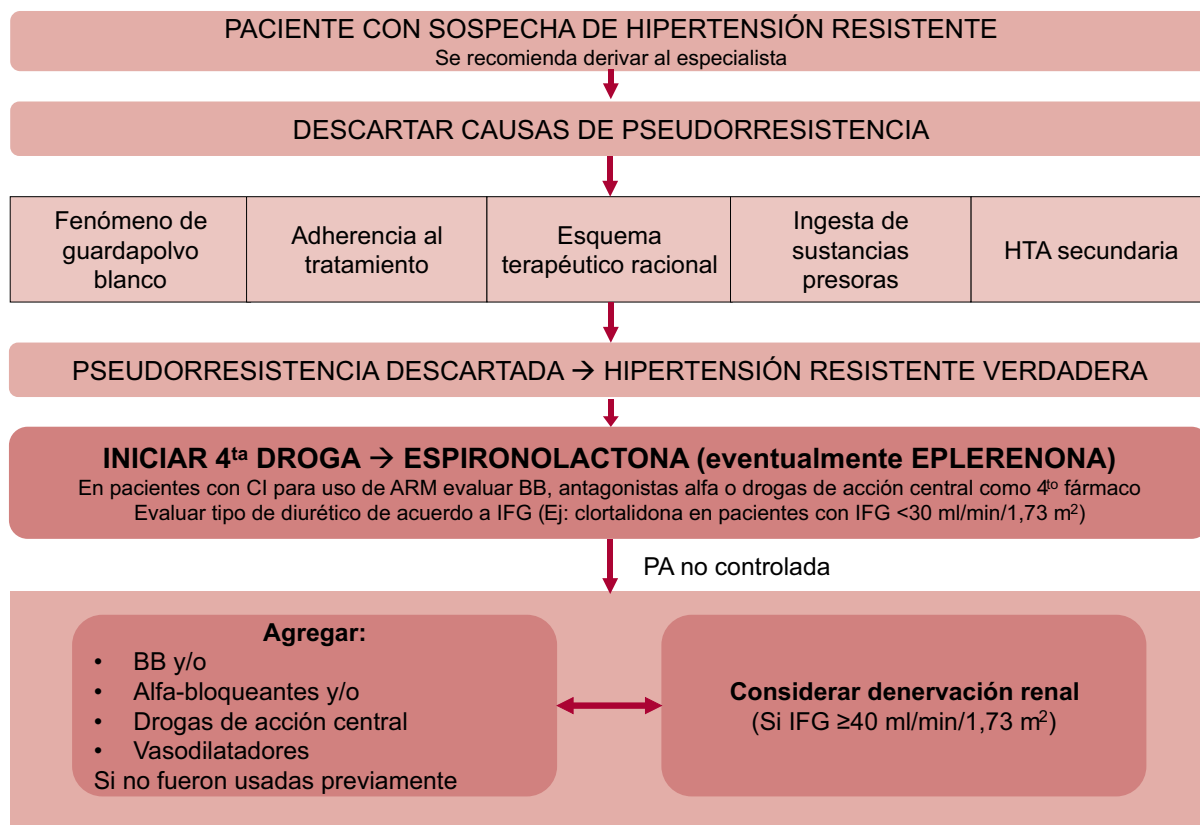 PACIENTE CON SOSPECHA DE HIPERTENSIÓN RESISTENTE
Se recomienda derivar al especialista
DESCARTAR CAUSAS DE PSEUDORRESISTENCIA
Fenómeno de
guardapolvo
blanco
Adherencia al
tratamiento
Esquema
terapéutico racional
Ingesta de
sustancias
presoras
HTA secundaria
PSEUDORRESISTENCIA DESCARTADA → HIPERTENSIÓN RESISTENTE VERDADERA
INICIAR 4ᵗᵃ DROGA → ESPIRONOLACTONA (eventualmente EPLERENONA)
En pacientes con CI para uso de ARM evaluar BB, antagonistas alfa o drogas de acción central como 4ᵗᵒ fármaco
Evaluar tipo de diurético de acuerdo a IFG (Ej: clortalidona en pacientes con IFG <30 ml/min/1,73 m²)
PA no controlada
Agregar:
• BB y/o
• Alfa-bloqueantes y/o
• Drogas de acción central
• Vasodilatadores
Si no fueron usadas previamente
Considerar denervación renal
(Si IFG ≥40 ml/min/1,73 m²)